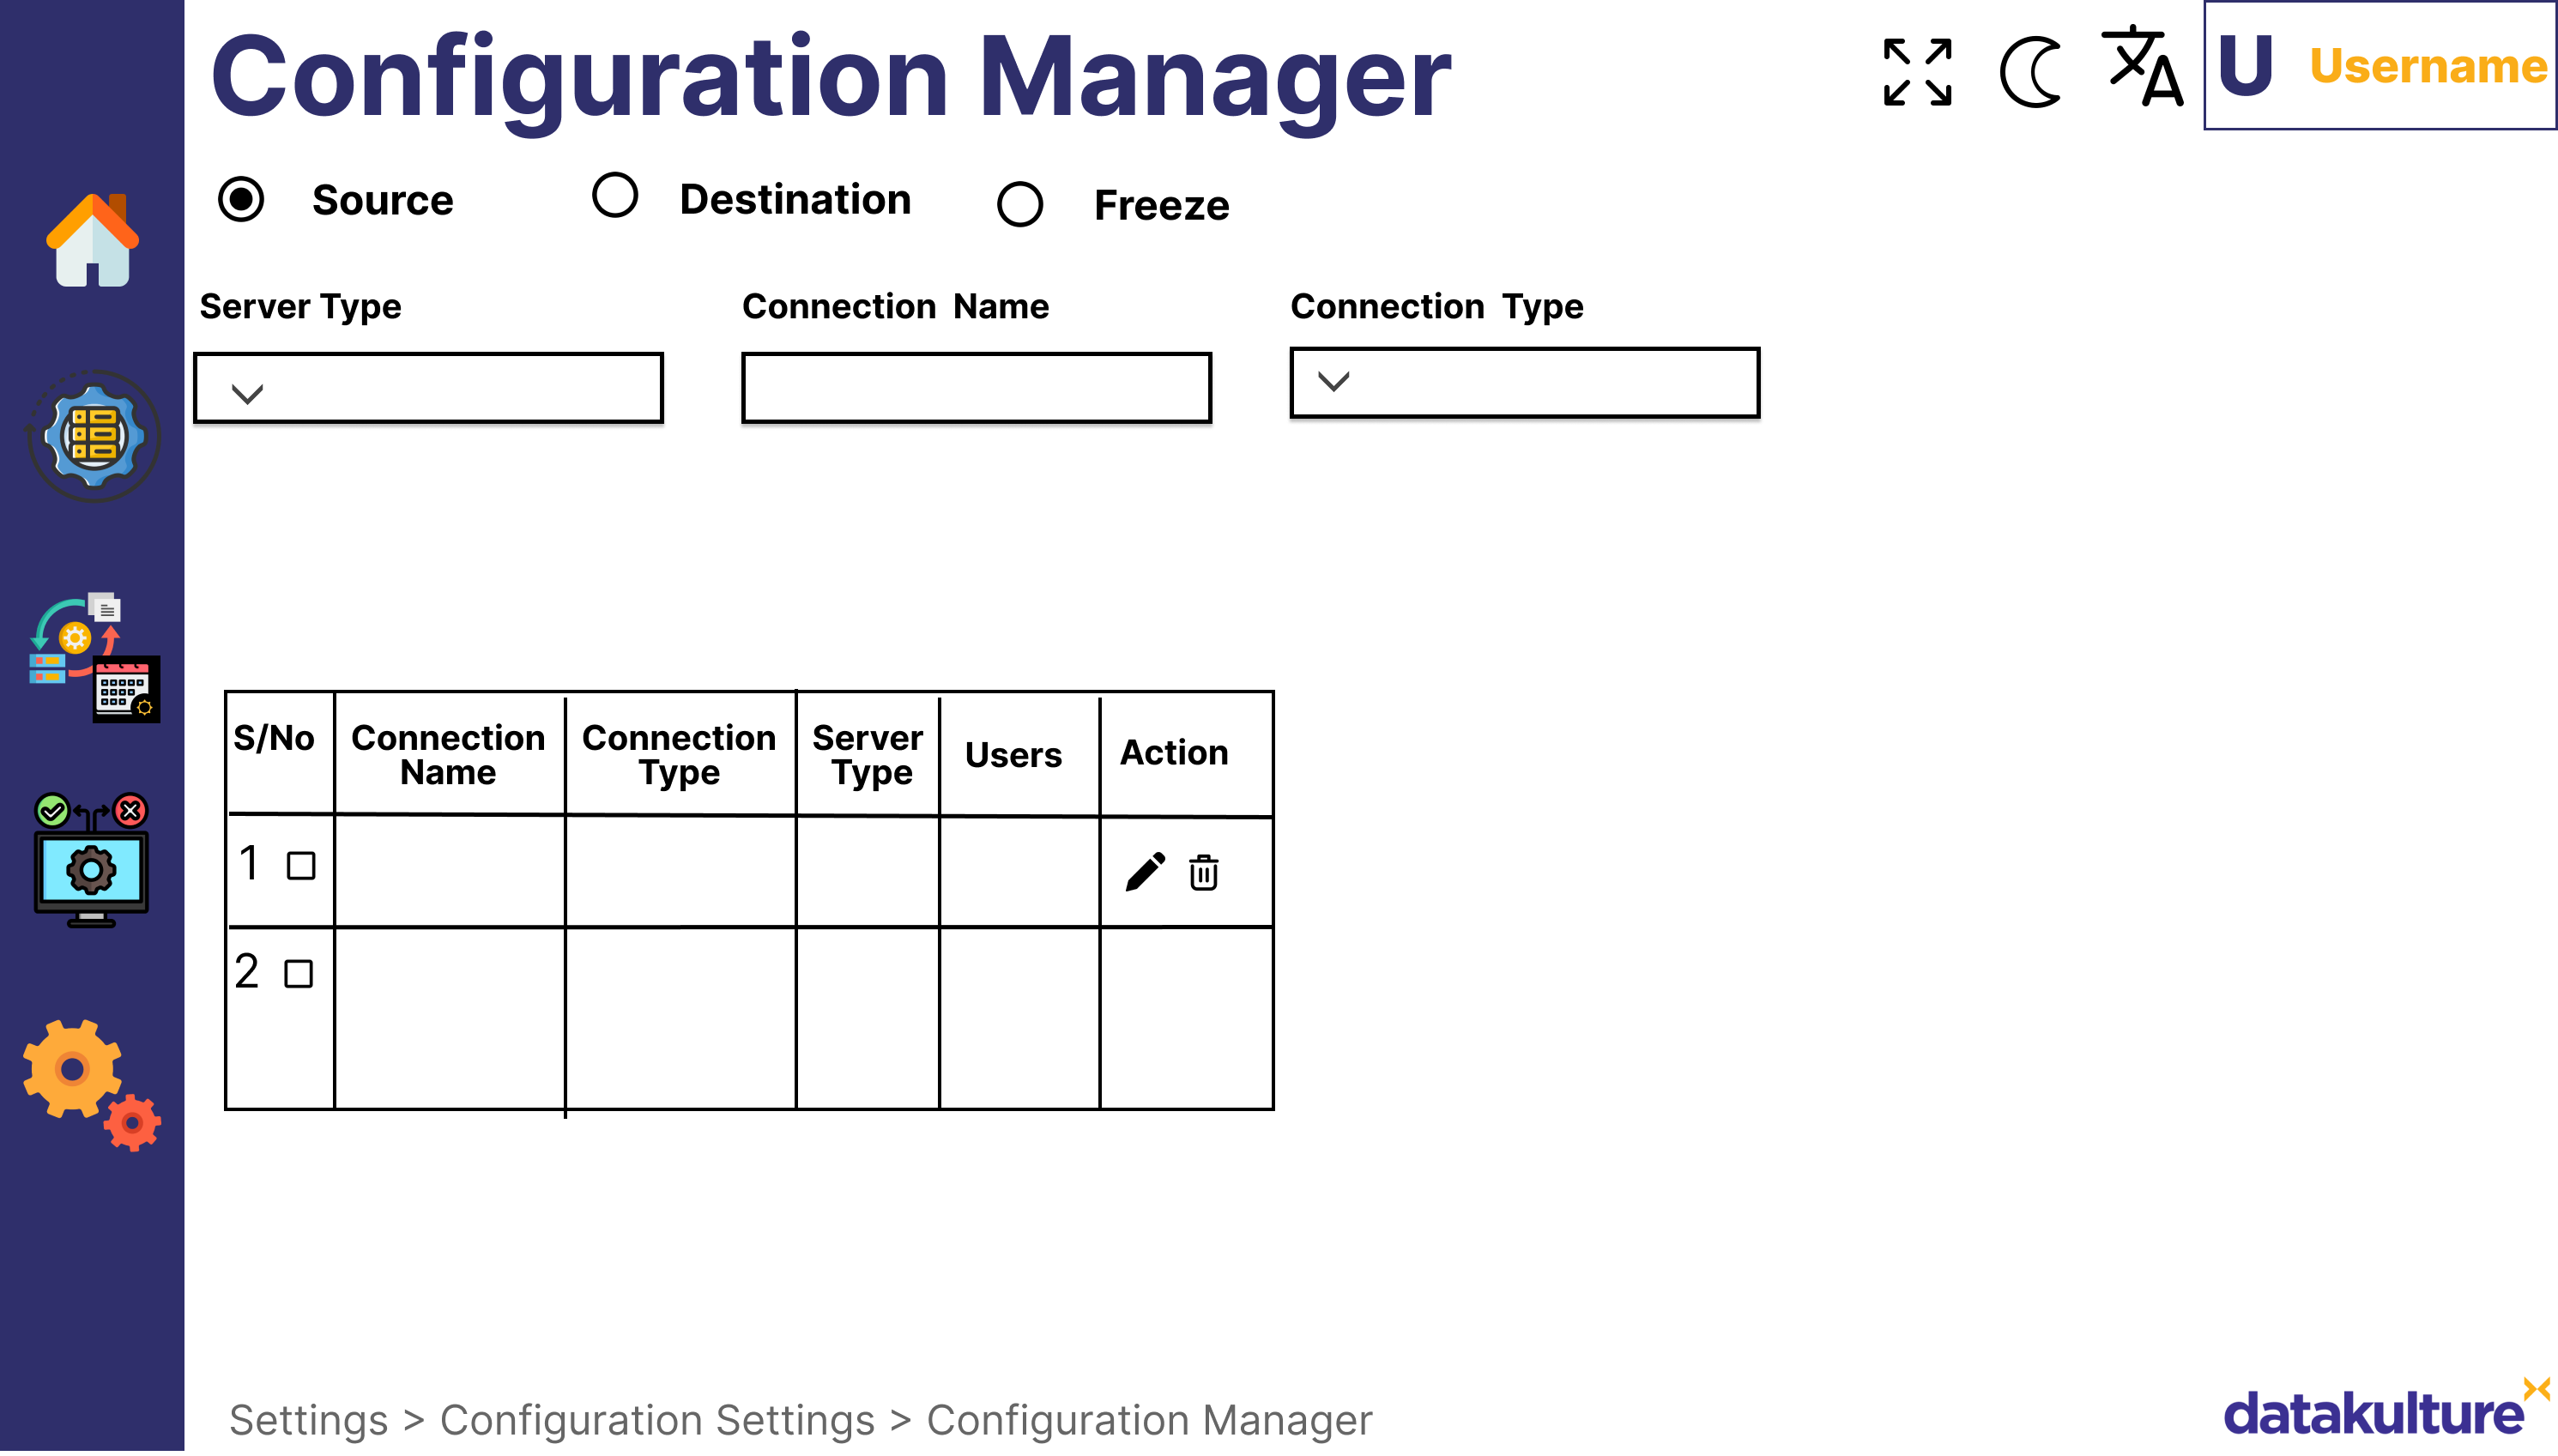 Configuration Manager
U Username
Source Destination Freeze
Server Type Connection Name Connection Type
S/No Connection Name Connection Type Server Type Users Action
1
2
Settings > Configuration Settings > Configuration Manager
datakulture